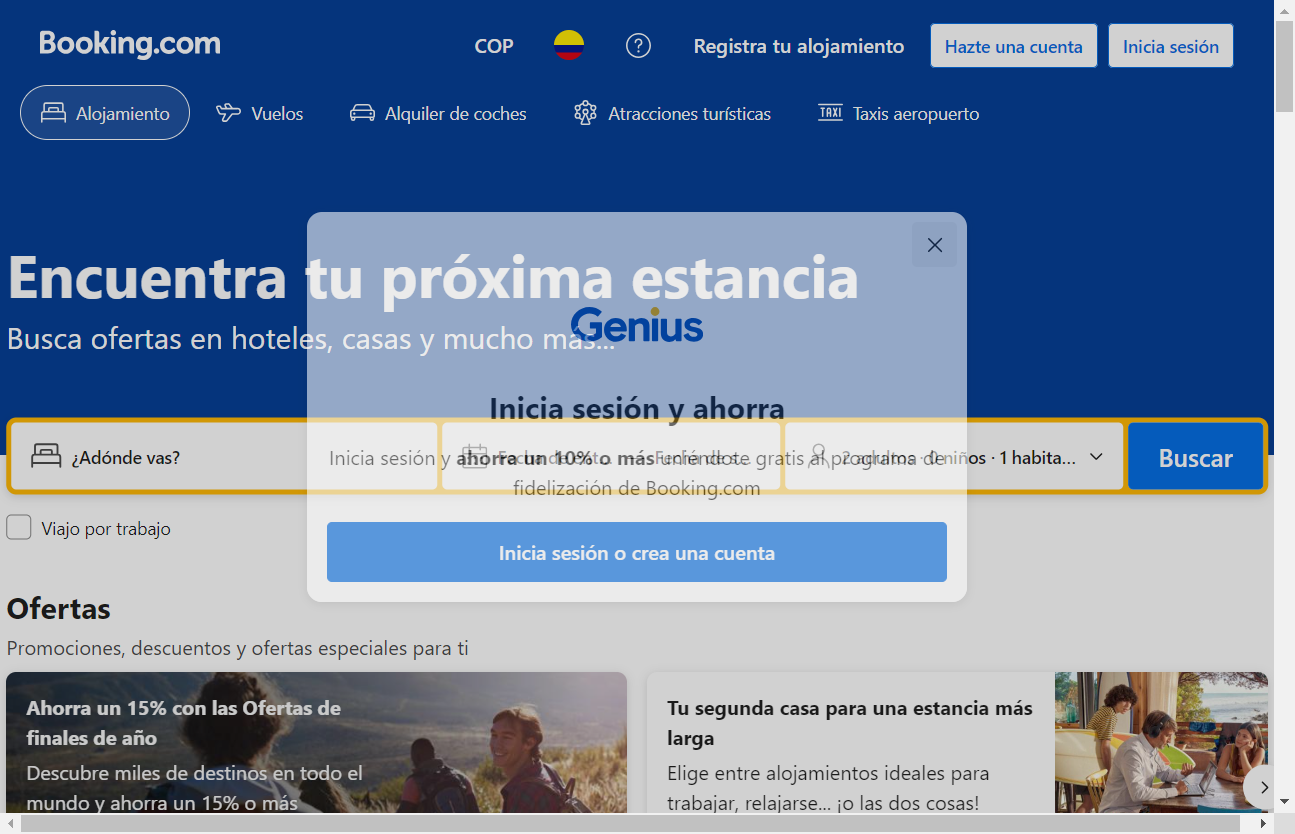 Booking.com
COP
Registra tu alojamiento
Hazte una cuenta
Inicia sesión
Alojamiento
Vuelos
Alquiler de coches
Atracciones turísticas
TAXI Taxis aeropuerto
Encuentra tu próxima estancia
Busca ofertas en hoteles, casas y mucho más...
Genius
Inicia sesión y ahorra
Inicia sesión y ahorra un 10% o más uniéndote gratis al programa de
fidelización de Booking.com
Inicia sesión o crea una cuenta
¿Adónde vas?
2 adultos · 0 niños · 1 habita...
Buscar
Viajo por trabajo
Ofertas
Promociones, descuentos y ofertas especiales para ti
Ahorra un 15% con las Ofertas de
finales de año
Descubre miles de destinos en todo el
mundo y ahorra un 15% o más
Tu segunda casa para una estancia más
larga
Elige entre alojamientos ideales para
trabajar, relajarse... ¡o las dos cosas!